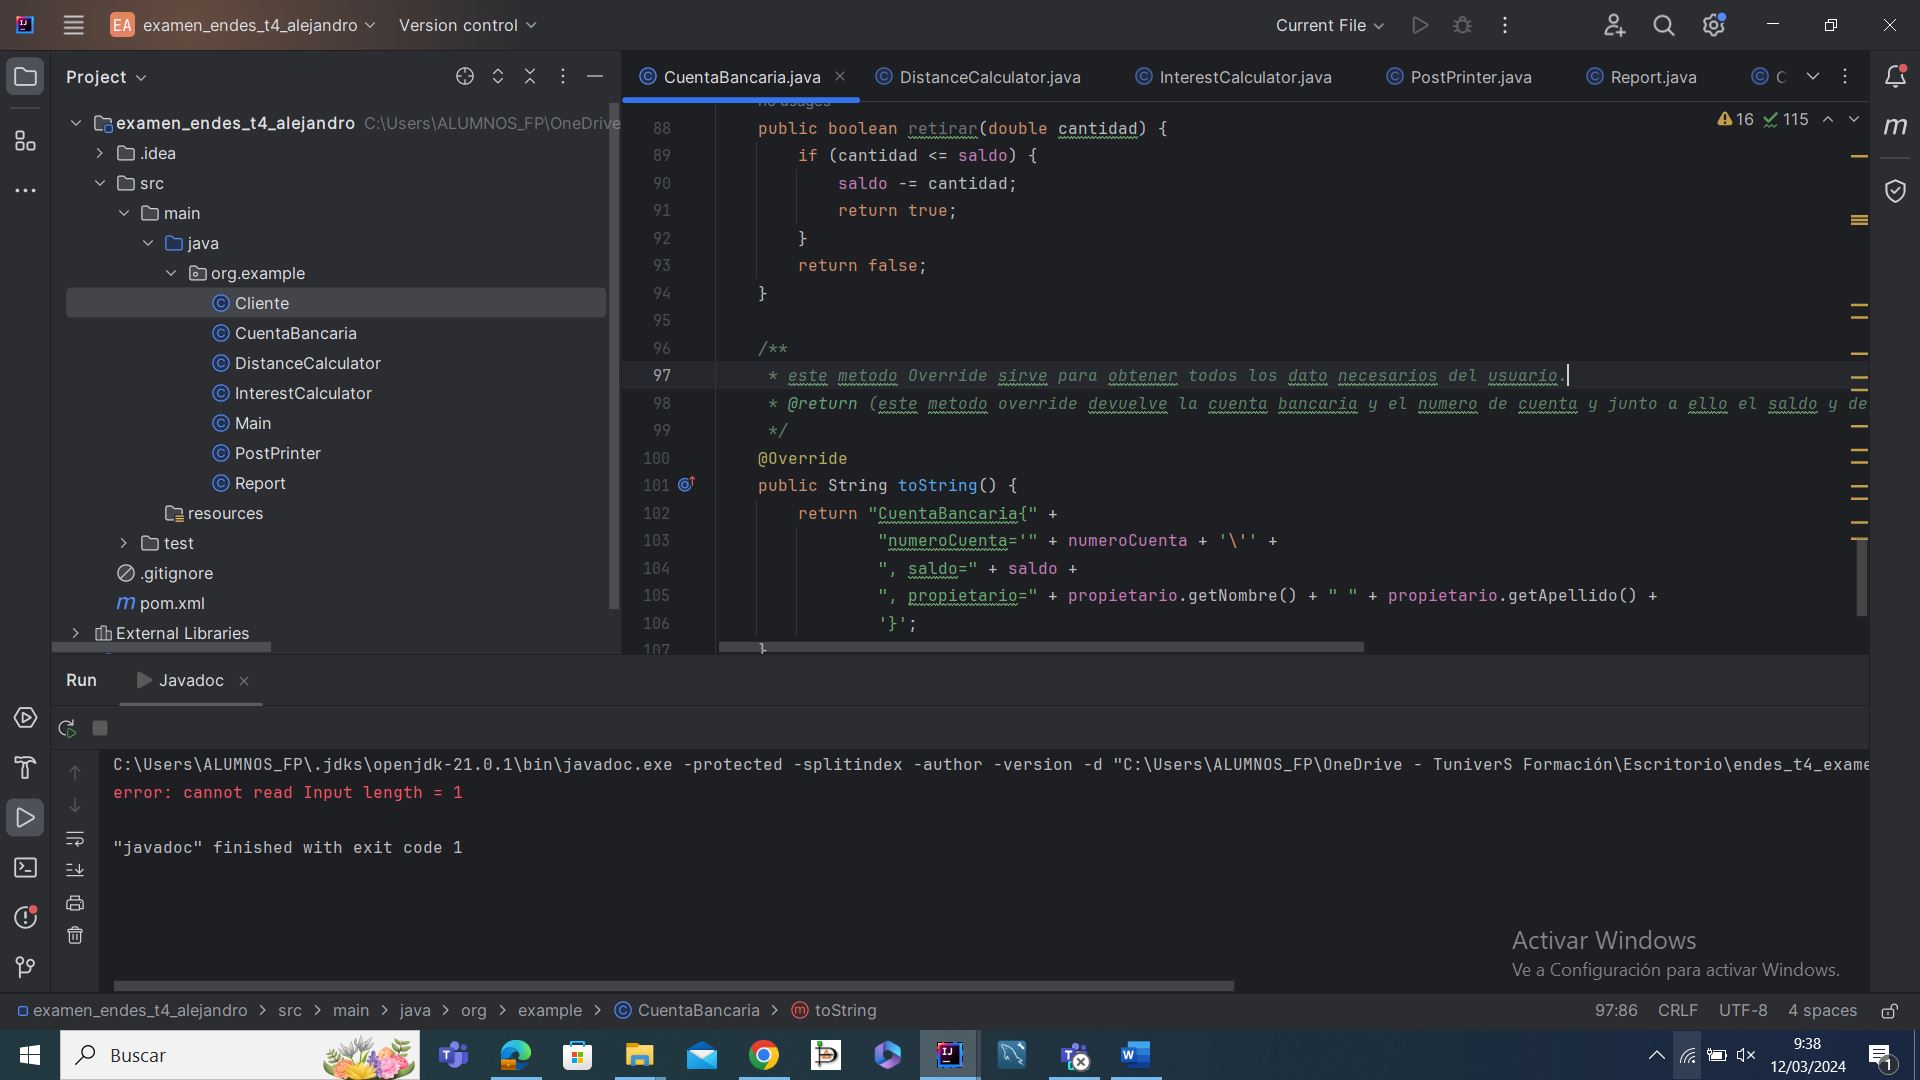 EA examen_endes_t4_alejandro Version control Current File
Project
examen_endes_t4_alejandro C:\Users\ALUMNOS_FP\OneDrive
.idea
src
main
java
org.example
Cliente
CuentaBancaria
DistanceCalculator
InterestCalculator
Main
PostPrinter
Report
resources
test
.gitignore
pom.xml
External Libraries
CuentaBancaria.java DistanceCalculator.java InterestCalculator.java PostPrinter.java Report.java
no usages
16 115
88 public boolean retirar(double cantidad) {
89 if (cantidad <= saldo) {
90 saldo -= cantidad;
91 return true;
92 }
93 return false;
94 }
95
96 /**
97 * este metodo Override sirve para obtener todos los dato necesarios del usuario.
98 * @return (este metodo override devuelve la cuenta bancaria y el numero de cuenta y junto a ello el saldo y de
99 */
100 @Override
101 public String toString() {
102 return "CuentaBancaria{" +
103 "numeroCuenta='" + numeroCuenta + '\'' +
104 ", saldo=" + saldo +
105 ", propietario=" + propietario.getNombre() + " " + propietario.getApellido() +
106 '}';
107 }
Run Javadoc
C:\Users\ALUMNOS_FP\.jdks\openjdk-21.0.1\bin\javadoc.exe -protected -splitindex -author -version -d "C:\Users\ALUMNOS_FP\OneDrive - TuniverS Formación\Escritorio\endes_t4_exame
error: cannot read Input length = 1
"javadoc" finished with exit code 1
Activar Windows
Ve a Configuración para activar Windows.
examen_endes_t4_alejandro > src > main > java > org > example > CuentaBancaria > toString 97:86 CRLF UTF-8 4 spaces
Buscar
9:38
12/03/2024
1